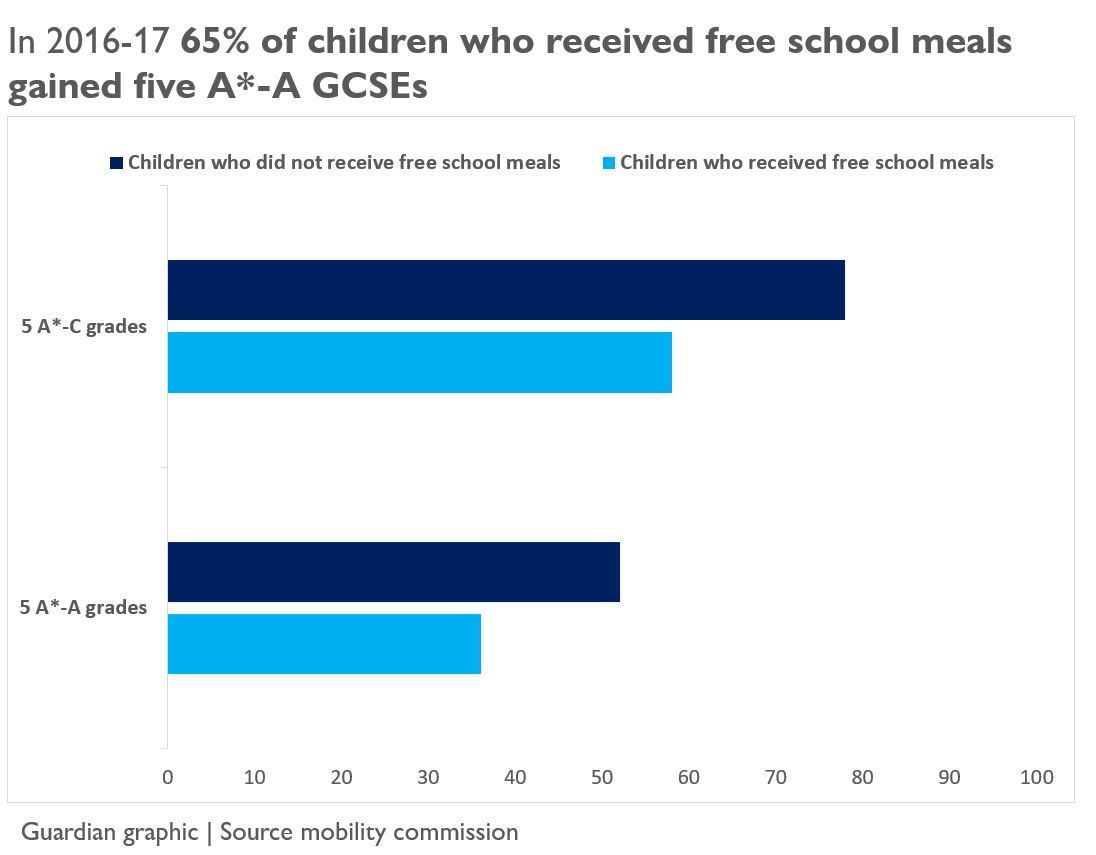 In 2016-17 65% of children who received free school meals
gained five A*-A GCSEs
Children who did not receive free school meals
Children who received free school meals
5 A*-C grades
5 A*-A grades
0 10 20 30 40 50 60 70 80 90 100
Guardian graphic | Source mobility commission